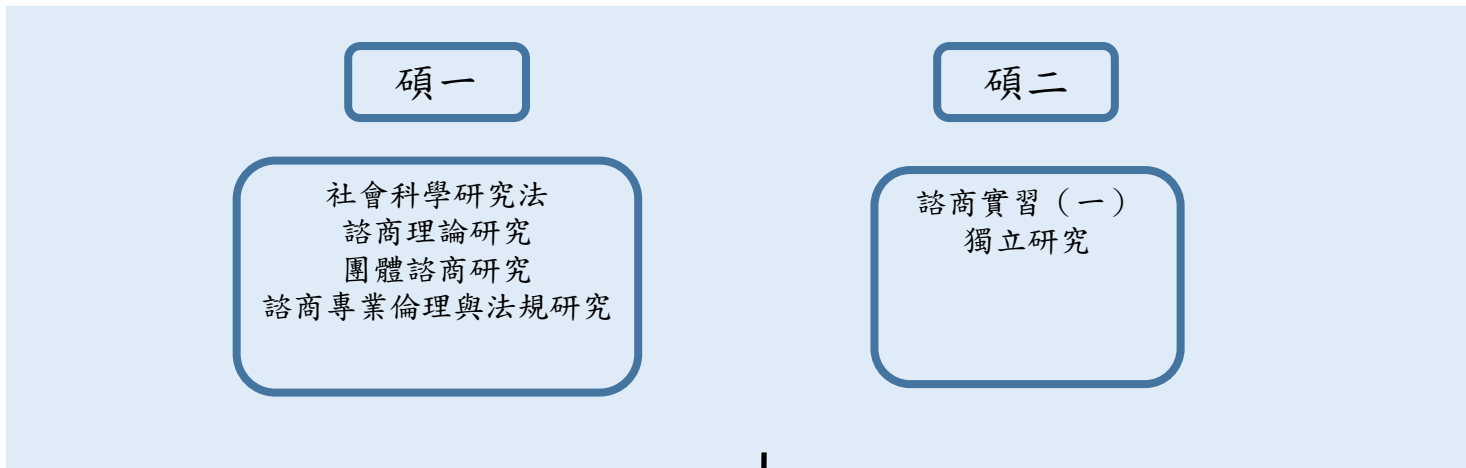 碩一
碩二
社會科學研究法
諮商理論研究
團體諮商研究
諮商專業倫理與法規研究
諮商實習（一）
獨立研究